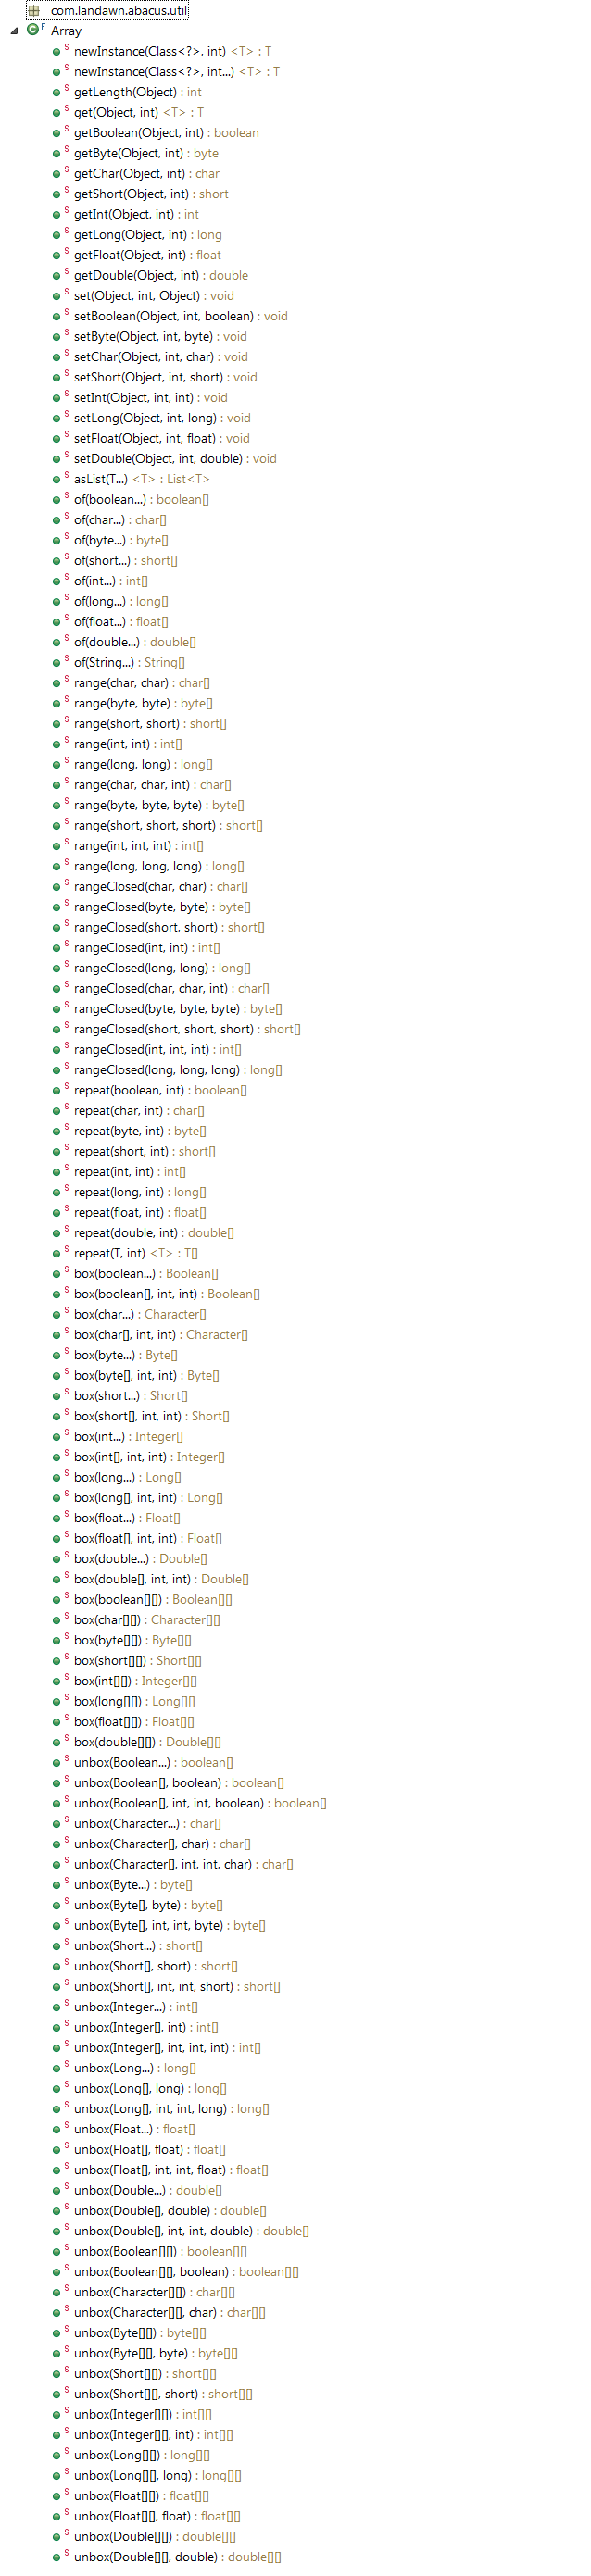 com.landawn.abacus.util
Array
newInstance(Class<?>, int) <T> : T
newInstance(Class<?>, int...) <T> : T
getLength(Object) : int
get(Object, int) <T> : T
getBoolean(Object, int) : boolean
getByte(Object, int) : byte
getChar(Object, int) : char
getShort(Object, int) : short
getInt(Object, int) : int
getLong(Object, int) : long
getFloat(Object, int) : float
getDouble(Object, int) : double
set(Object, int, Object) : void
setBoolean(Object, int, boolean) : void
setByte(Object, int, byte) : void
setChar(Object, int, char) : void
setShort(Object, int, short) : void
setInt(Object, int, int) : void
setLong(Object, int, long) : void
setFloat(Object, int, float) : void
setDouble(Object, int, double) : void
asList(T...) <T> : List<T>
of(boolean...) : boolean[]
of(char...) : char[]
of(byte...) : byte[]
of(short...) : short[]
of(int...) : int[]
of(long...) : long[]
of(float...) : float[]
of(double...) : double[]
of(String...) : String[]
range(char, char) : char[]
range(byte, byte) : byte[]
range(short, short) : short[]
range(int, int) : int[]
range(long, long) : long[]
range(char, char, int) : char[]
range(byte, byte, byte) : byte[]
range(short, short, short) : short[]
range(int, int, int) : int[]
range(long, long, long) : long[]
rangeClosed(char, char) : char[]
rangeClosed(byte, byte) : byte[]
rangeClosed(short, short) : short[]
rangeClosed(int, int) : int[]
rangeClosed(long, long) : long[]
rangeClosed(char, char, int) : char[]
rangeClosed(byte, byte, byte) : byte[]
rangeClosed(short, short, short) : short[]
rangeClosed(int, int, int) : int[]
rangeClosed(long, long, long) : long[]
repeat(boolean, int) : boolean[]
repeat(char, int) : char[]
repeat(byte, int) : byte[]
repeat(short, int) : short[]
repeat(int, int) : int[]
repeat(long, int) : long[]
repeat(float, int) : float[]
repeat(double, int) : double[]
repeat(T, int) <T> : T[]
box(boolean...) : Boolean[]
box(boolean[], int, int) : Boolean[]
box(char...) : Character[]
box(char[], int, int) : Character[]
box(byte...) : Byte[]
box(byte[], int, int) : Byte[]
box(short...) : Short[]
box(short[], int, int) : Short[]
box(int...) : Integer[]
box(int[], int, int) : Integer[]
box(long...) : Long[]
box(long[], int, int) : Long[]
box(float...) : Float[]
box(float[], int, int) : Float[]
box(double...) : Double[]
box(double[], int, int) : Double[]
box(boolean[][]) : Boolean[][]
box(char[][]) : Character[][]
box(byte[][]) : Byte[][]
box(short[][]) : Short[][]
box(int[][]) : Integer[][]
box(long[][]) : Long[][]
box(float[][]) : Float[][]
box(double[][]) : Double[][]
unbox(Boolean...) : boolean[]
unbox(Boolean[], boolean) : boolean[]
unbox(Boolean[], int, int, boolean) : boolean[]
unbox(Character...) : char[]
unbox(Character[], char) : char[]
unbox(Character[], int, int, char) : char[]
unbox(Byte...) : byte[]
unbox(Byte[], byte) : byte[]
unbox(Byte[], int, int, byte) : byte[]
unbox(Short...) : short[]
unbox(Short[], short) : short[]
unbox(Short[], int, int, short) : short[]
unbox(Integer...) : int[]
unbox(Integer[], int) : int[]
unbox(Integer[], int, int, int) : int[]
unbox(Long...) : long[]
unbox(Long[], long) : long[]
unbox(Long[], int, int, long) : long[]
unbox(Float...) : float[]
unbox(Float[], float) : float[]
unbox(Float[], int, int, float) : float[]
unbox(Double...) : double[]
unbox(Double[], double) : double[]
unbox(Double[], int, int, double) : double[]
unbox(Boolean[][]) : boolean[][]
unbox(Boolean[][], boolean) : boolean[][]
unbox(Character[][]) : char[][]
unbox(Character[][], char) : char[][]
unbox(Byte[][]) : byte[][]
unbox(Byte[][], byte) : byte[][]
unbox(Short[][]) : short[][]
unbox(Short[][], short) : short[][]
unbox(Integer[][]) : int[][]
unbox(Integer[][], int) : int[][]
unbox(Long[][]) : long[][]
unbox(Long[][], long) : long[][]
unbox(Float[][]) : float[][]
unbox(Float[][], float) : float[][]
unbox(Double[][]) : double[][]
unbox(Double[][], double) : double[][]